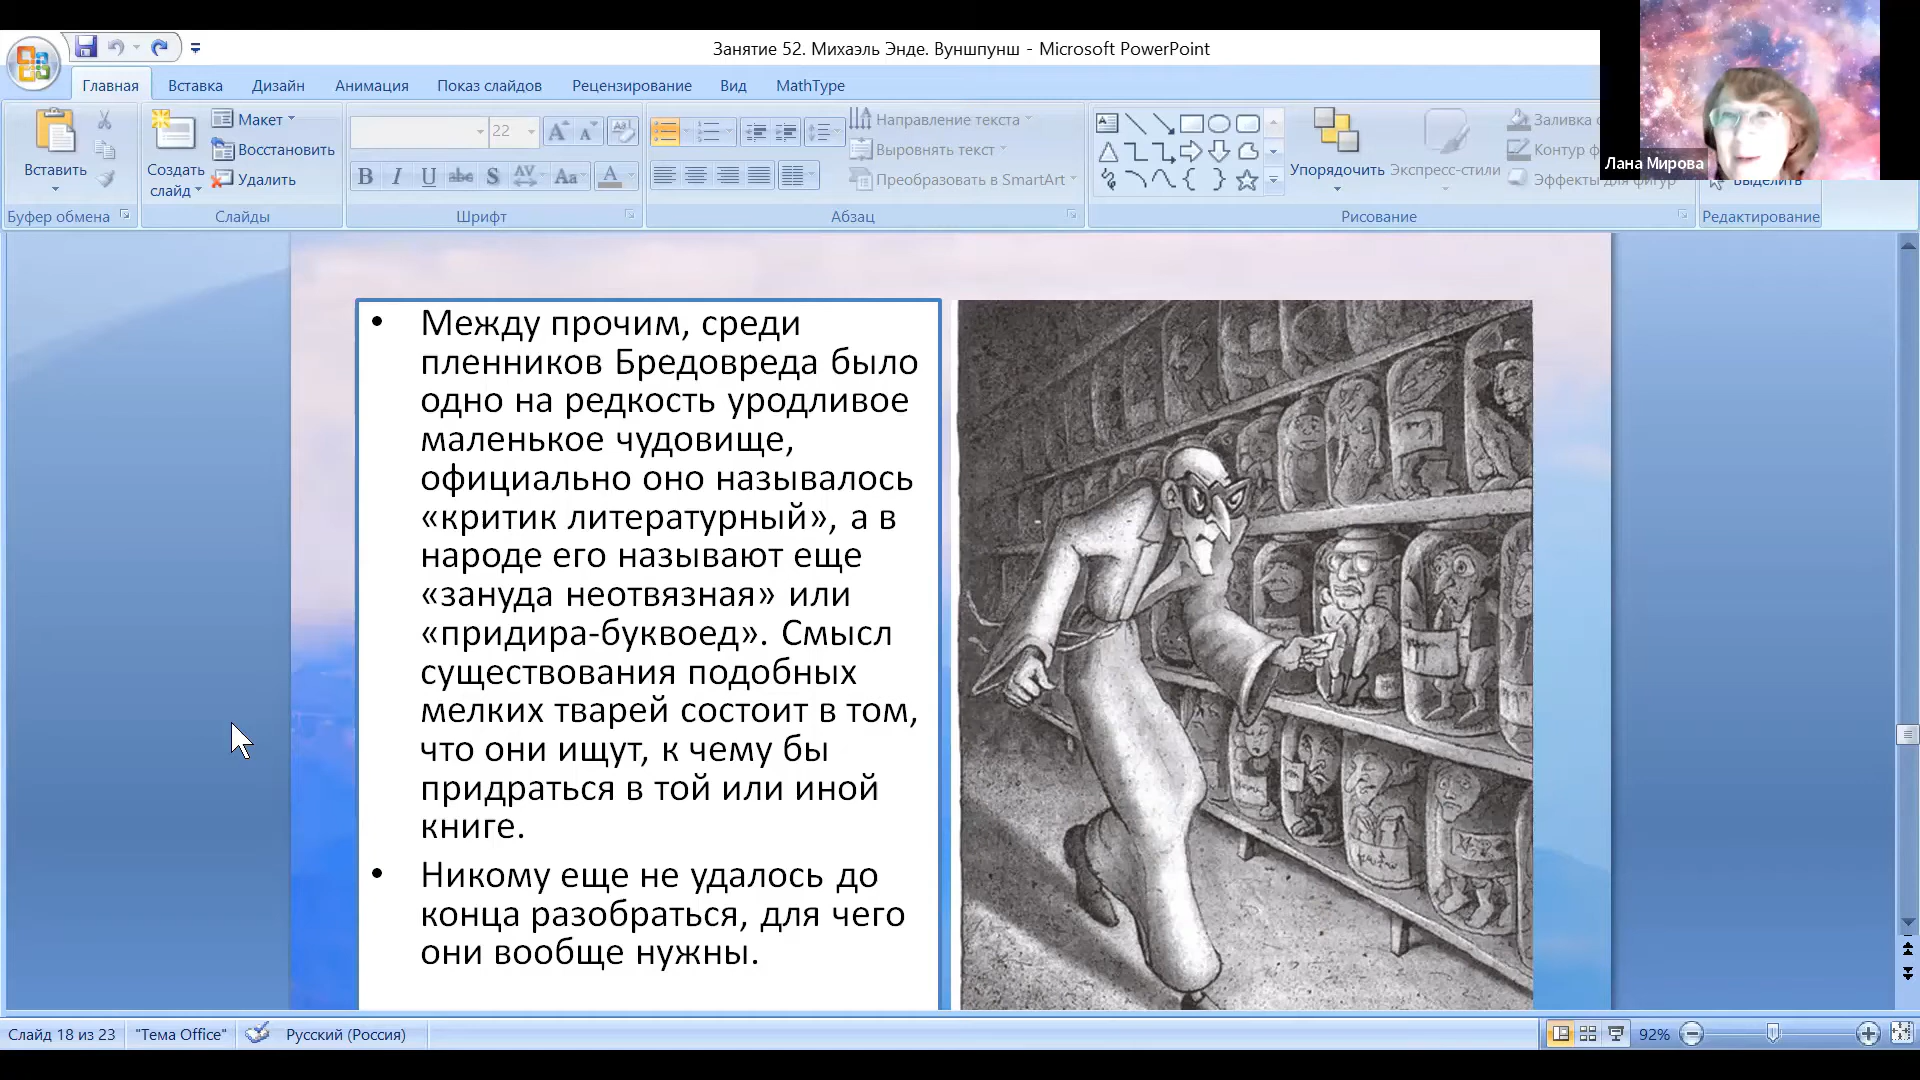 Занятие 52. Михаэль Энде. Вуншпунш - Microsoft PowerPoint
Главная Вставка Дизайн Анимация Показ слайдов Рецензирование Вид MathType
Вставить
Создать слайд
Макет
Восстановить
Удалить
22
Направление текста
Выровнять текст
Преобразовать в SmartArt
Упорядочить
Экспресс-стили
Заливка
Контур ф
Эффекты для фигур
Выделить
Лана Мирова
Буфер обмена Слайды Шрифт Абзац Рисование Редактирование
• Между прочим, среди
пленников Бредовреда было
одно на редкость уродливое
маленькое чудовище,
официально оно называлось
«критик литературный», а в
народе его называют еще
«зануда неотвязная» или
«придира-буквоед». Смысл
существования подобных
мелких тварей состоит в том,
что они ищут, к чему бы
придраться в той или иной
книге.
• Никому еще не удалось до
конца разобраться, для чего
они вообще нужны.
Слайд 18 из 23 "Тема Office" Русский (Россия) 92%